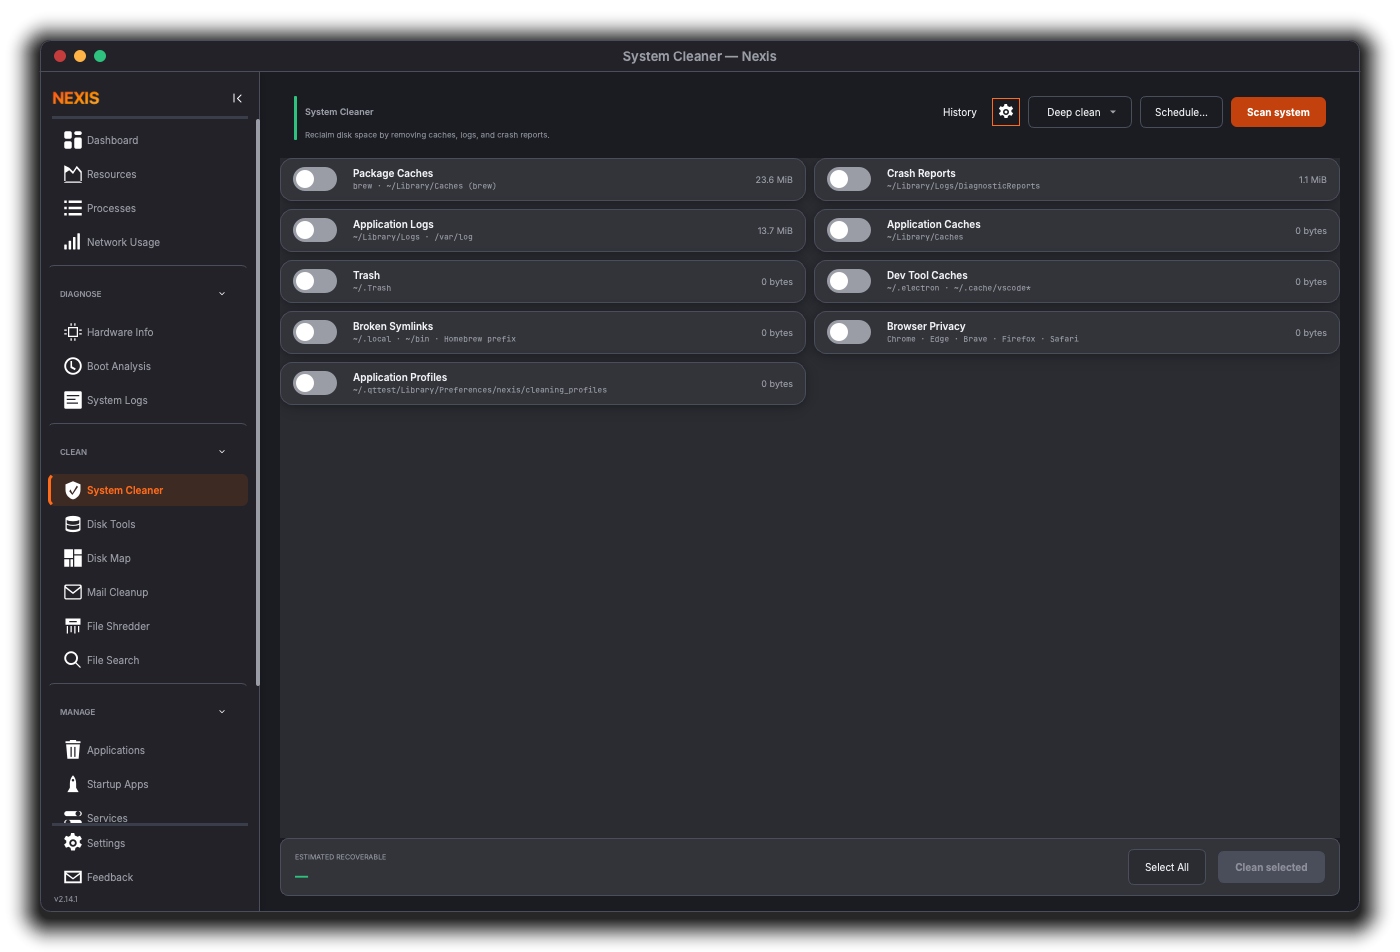 System Cleaner — Nexis
NEXIS
Dashboard
Resources
Processes
Network Usage
DIAGNOSE
Hardware Info
Boot Analysis
System Logs
CLEAN
System Cleaner
Disk Tools
Disk Map
Mail Cleanup
File Shredder
File Search
MANAGE
Applications
Startup Apps
Services
Settings
Feedback
v2.14.1
System Cleaner
Reclaim disk space by removing caches, logs, and crash reports.
History
Deep clean
Schedule...
Scan system
Package Caches
brew · ~/Library/Caches (brew)
23.6 MiB
Crash Reports
~/Library/Logs/DiagnosticReports
1.1 MiB
Application Logs
~/Library/Logs · /var/log
13.7 MiB
Application Caches
~/Library/Caches
0 bytes
Trash
~/.Trash
0 bytes
Dev Tool Caches
~/.electron · ~/.cache/vscode*
0 bytes
Broken Symlinks
~/.local · ~/bin · Homebrew prefix
0 bytes
Browser Privacy
Chrome · Edge · Brave · Firefox · Safari
0 bytes
Application Profiles
~/.qttest/Library/Preferences/nexis/cleaning_profiles
0 bytes
ESTIMATED RECOVERABLE
—
Select All
Clean selected